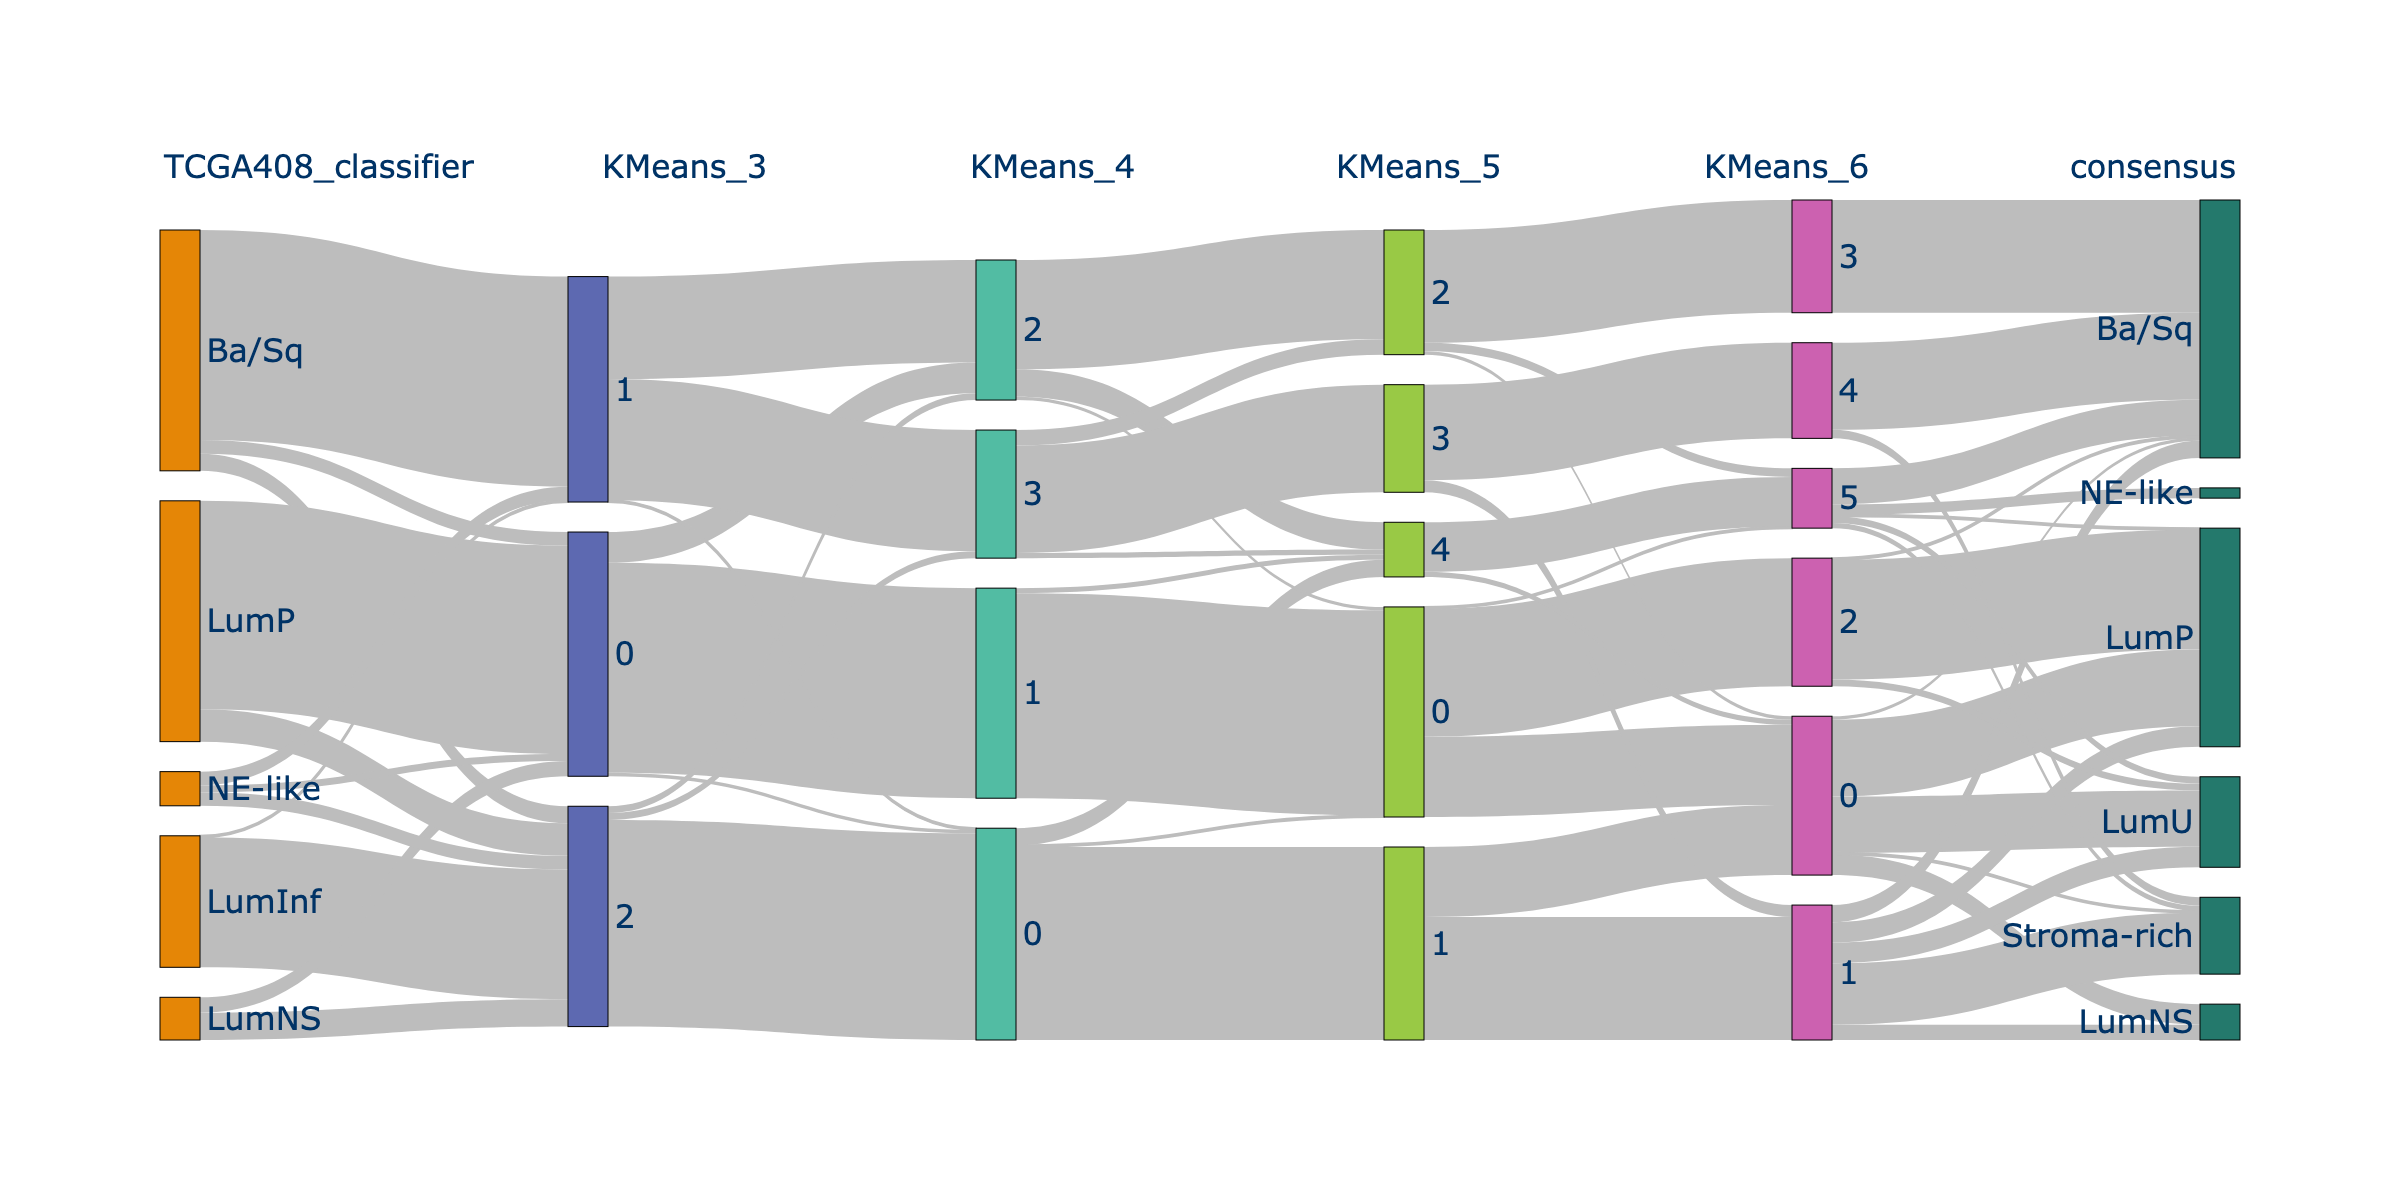 TCGA408_classifier
KMeans_3
KMeans_4
KMeans_5
KMeans_6
consensus
Ba/Sq
LumP
NE-like
LumInf
LumNS
1
0
2
2
3
1
0
2
3
4
0
1
3
4
5
2
0
1
Ba/Sq
NE-like
LumP
LumU
Stroma-rich
LumNS